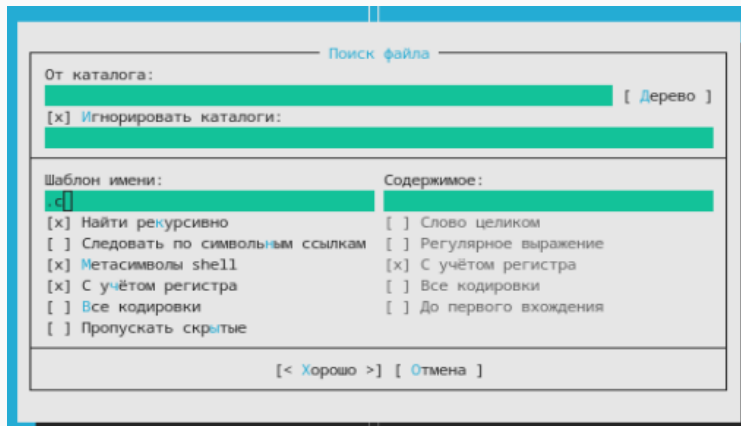 Поиск файла
От каталога:
[ Дерево ]
[x] Игнорировать каталоги:
Шаблон имени: Содержимое:
.c
[x] Найти рекурсивно [ ] Слово целиком
[ ] Следовать по символьным ссылкам [ ] Регулярное выражение
[x] Метасимволы shell [x] С учётом регистра
[x] С учётом регистра [ ] Все кодировки
[ ] Все кодировки [ ] До первого вхождения
[ ] Пропускать скрытые
[< Хорошо >] [ Отмена ]